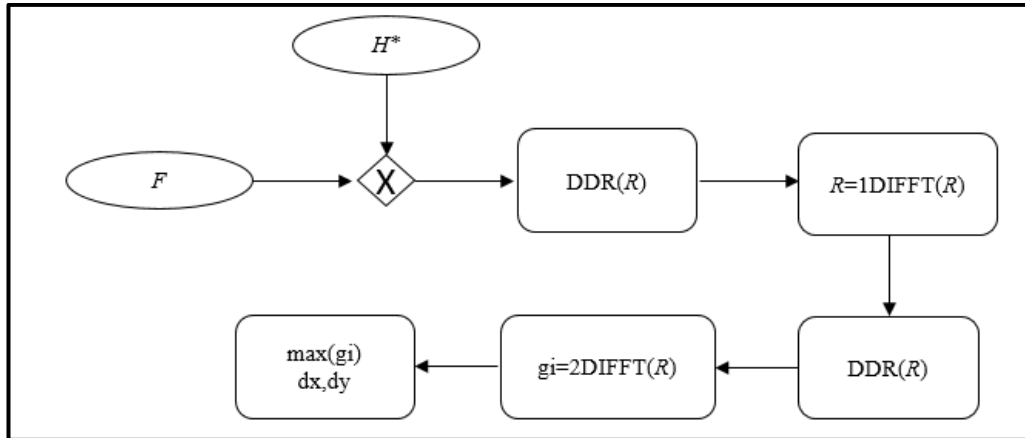 H*
F
X
DDR(R)
R=1DIFFT(R)
max(gi)
dx,dy
gi=2DIFFT(R)
DDR(R)